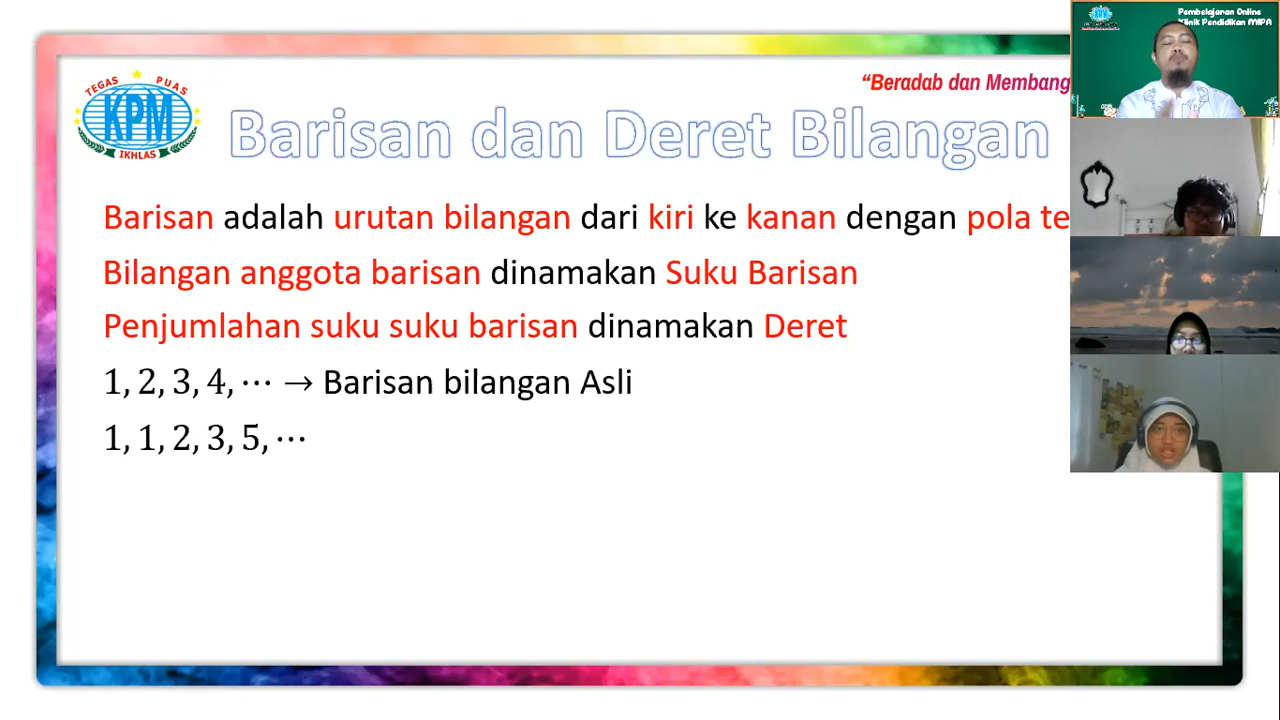 TEGAS PUAS
KPM
IKHLAS
“Beradab dan Membang
Barisan dan Deret Bilangan
Pembelajaran Online
Klinik Pendidikan MIPA
Barisan adalah urutan bilangan dari kiri ke kanan dengan pola te
Bilangan anggota barisan dinamakan Suku Barisan
Penjumlahan suku suku barisan dinamakan Deret
1, 2, 3, 4, ⋯ → Barisan bilangan Asli
1, 1, 2, 3, 5, ⋯